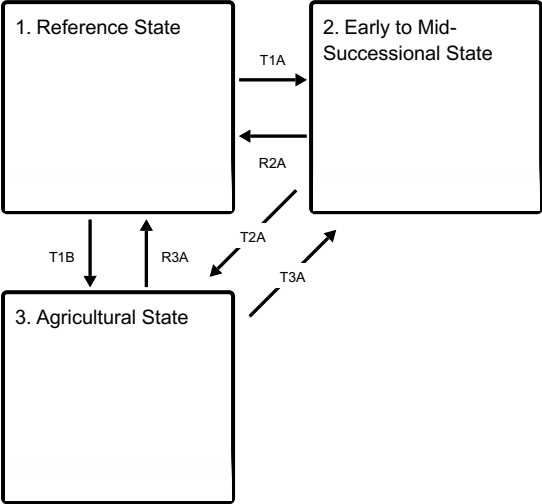 1. Reference State
2. Early to Mid-
Successional State
T1A
R2A
T1B
R3A
T2A
T3A
3. Agricultural State